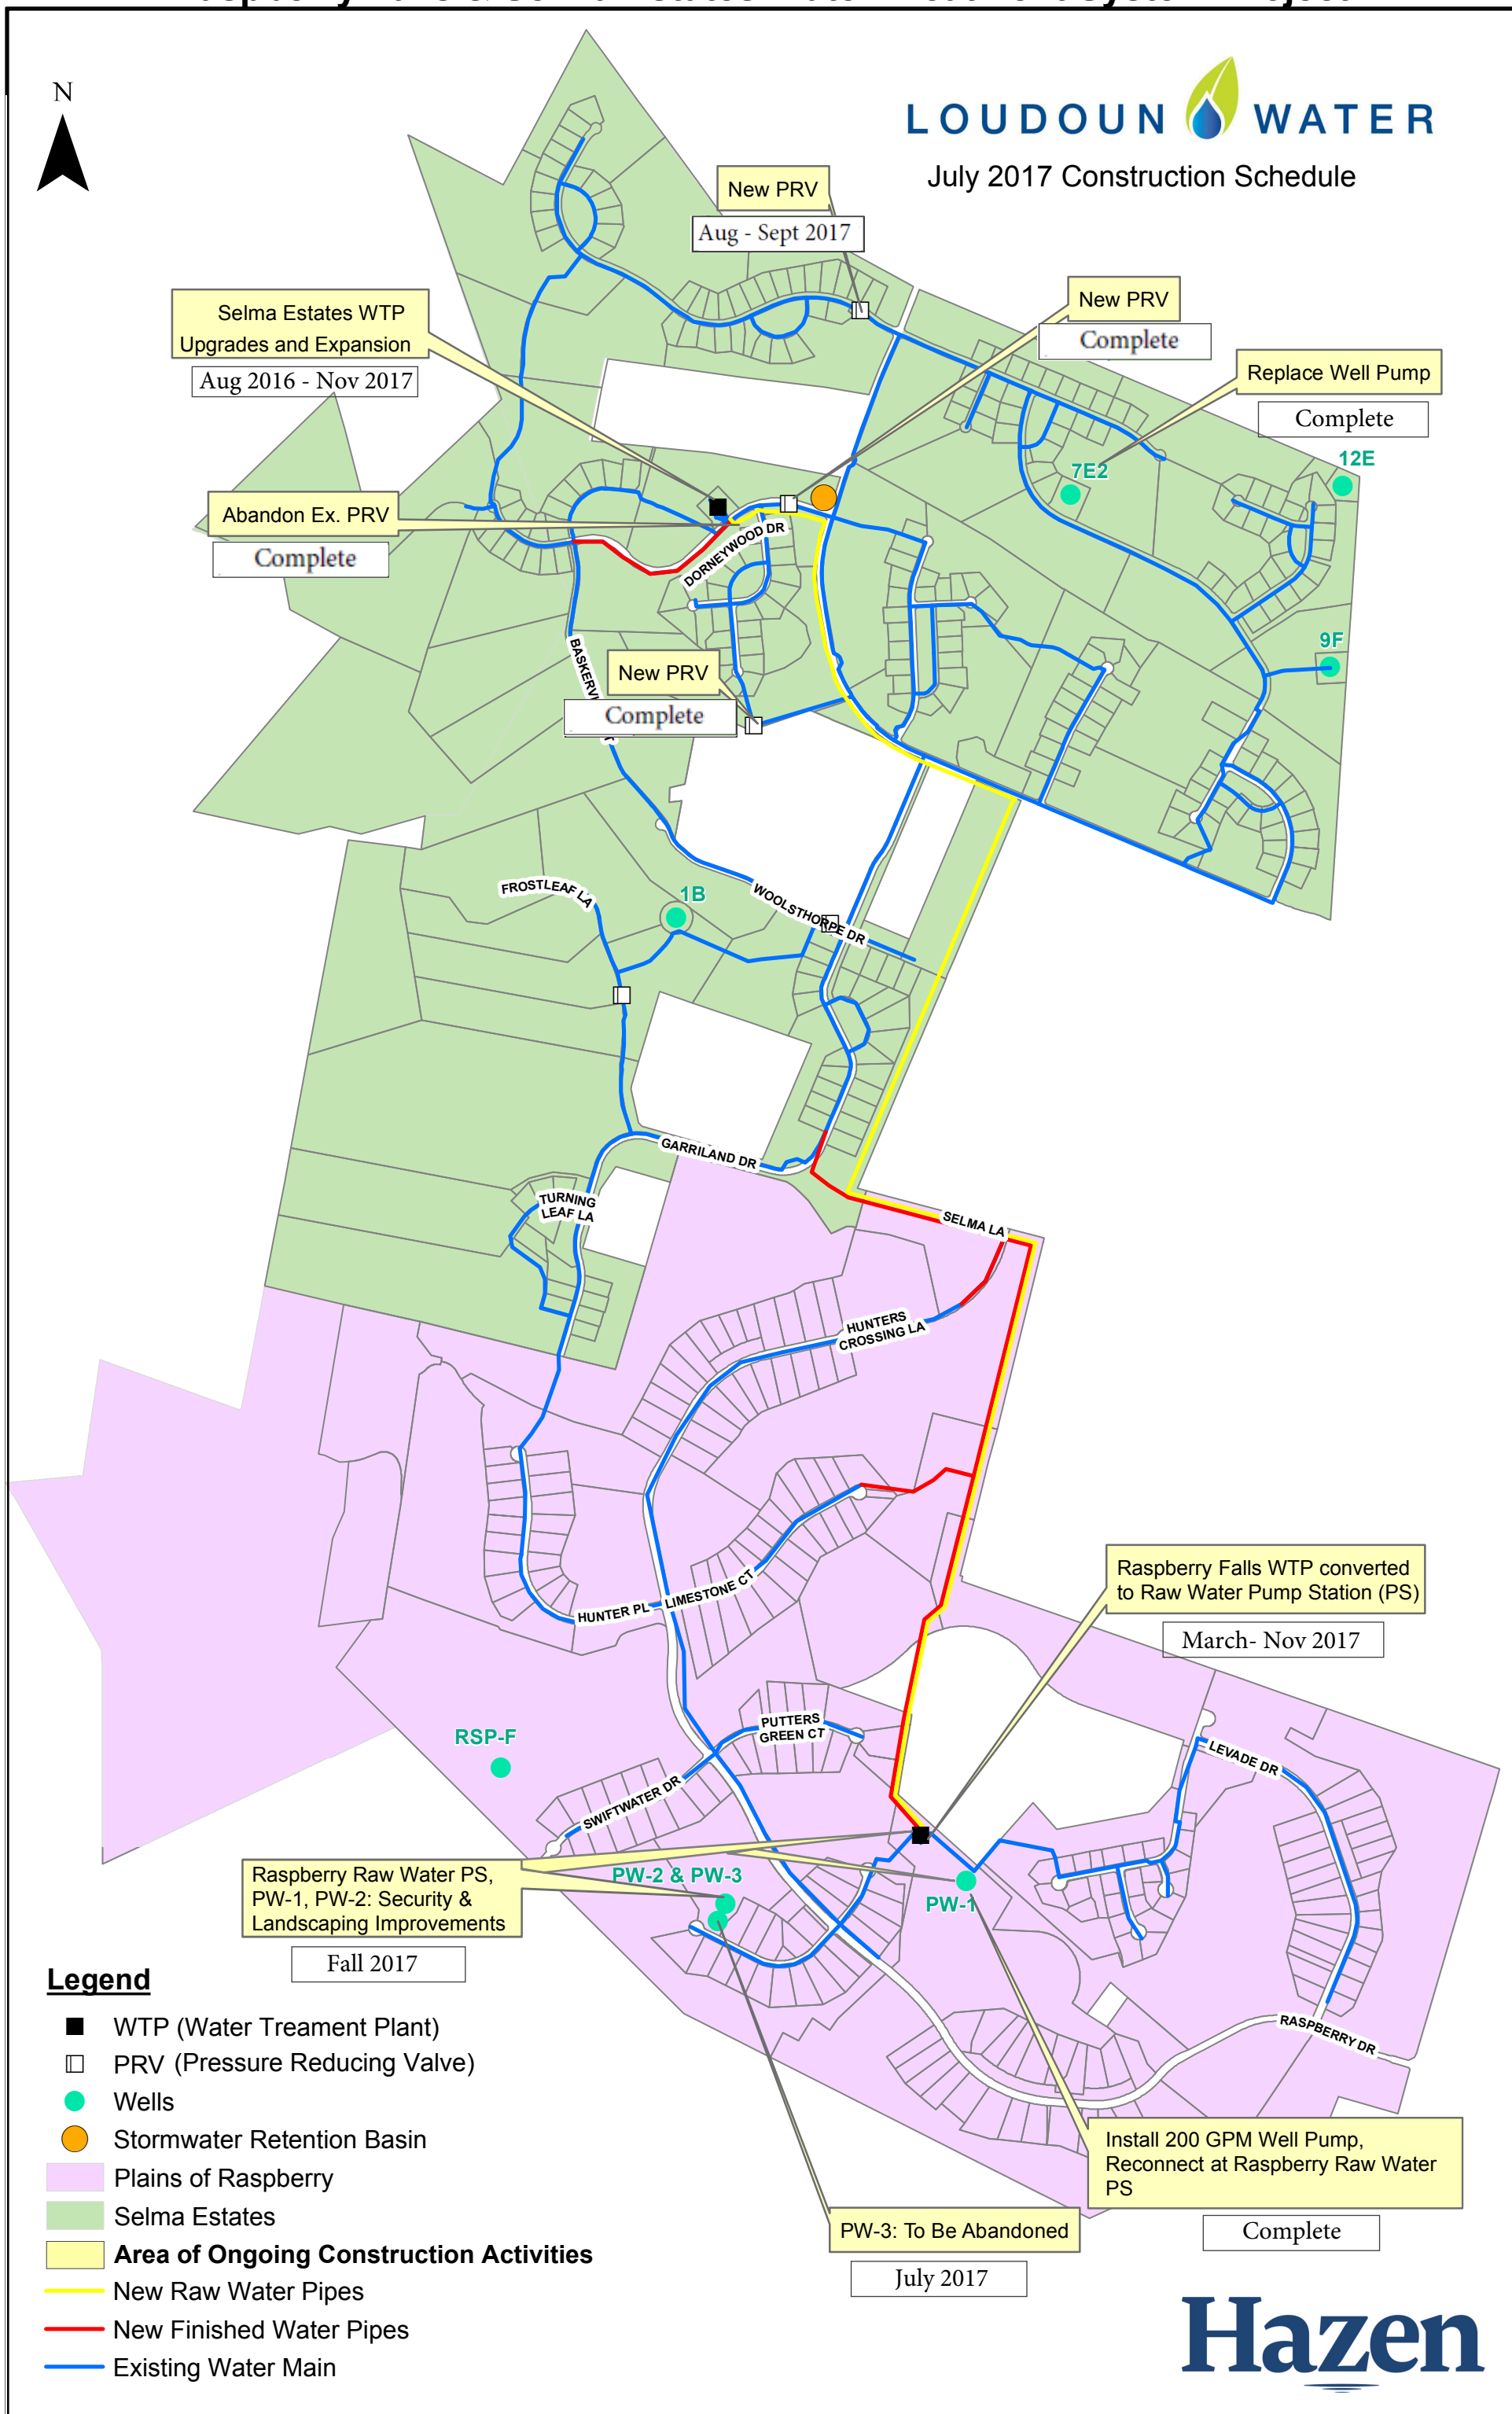 N
LOUDOUN WATER
July 2017 Construction Schedule
New PRV
Aug - Sept 2017
Selma Estates WTP
Upgrades and Expansion
Aug 2016 - Nov 2017
New PRV
Complete
Replace Well Pump
Complete
12E
7E2
Abandon Ex. PRV
Complete
DORNEYWOOD DR
9F
New PRV
Complete
FROSTLEAF LA
1B
WOOLSTHORPE DR
GARRILAND DR
TURNING
LEAF LA
SELMA LA
HUNTERS
CROSSING LA
HUNTER PL
LIMESTONE CT
Raspberry Falls WTP converted
to Raw Water Pump Station (PS)
March- Nov 2017
PUTTERS
GREEN CT
RSP-F
SWIFTWATER DR
LEVADE DR
Raspberry Raw Water PS,
PW-1, PW-2: Security &
Landscaping Improvements
Fall 2017
PW-2 & PW-3
PW-1
RASPBERRY DR
Install 200 GPM Well Pump,
Reconnect at Raspberry Raw Water
PS
Complete
PW-3: To Be Abandoned
July 2017
Legend
WTP (Water Treament Plant)
PRV (Pressure Reducing Valve)
Wells
Stormwater Retention Basin
Plains of Raspberry
Selma Estates
Area of Ongoing Construction Activities
New Raw Water Pipes
New Finished Water Pipes
Existing Water Main
Hazen